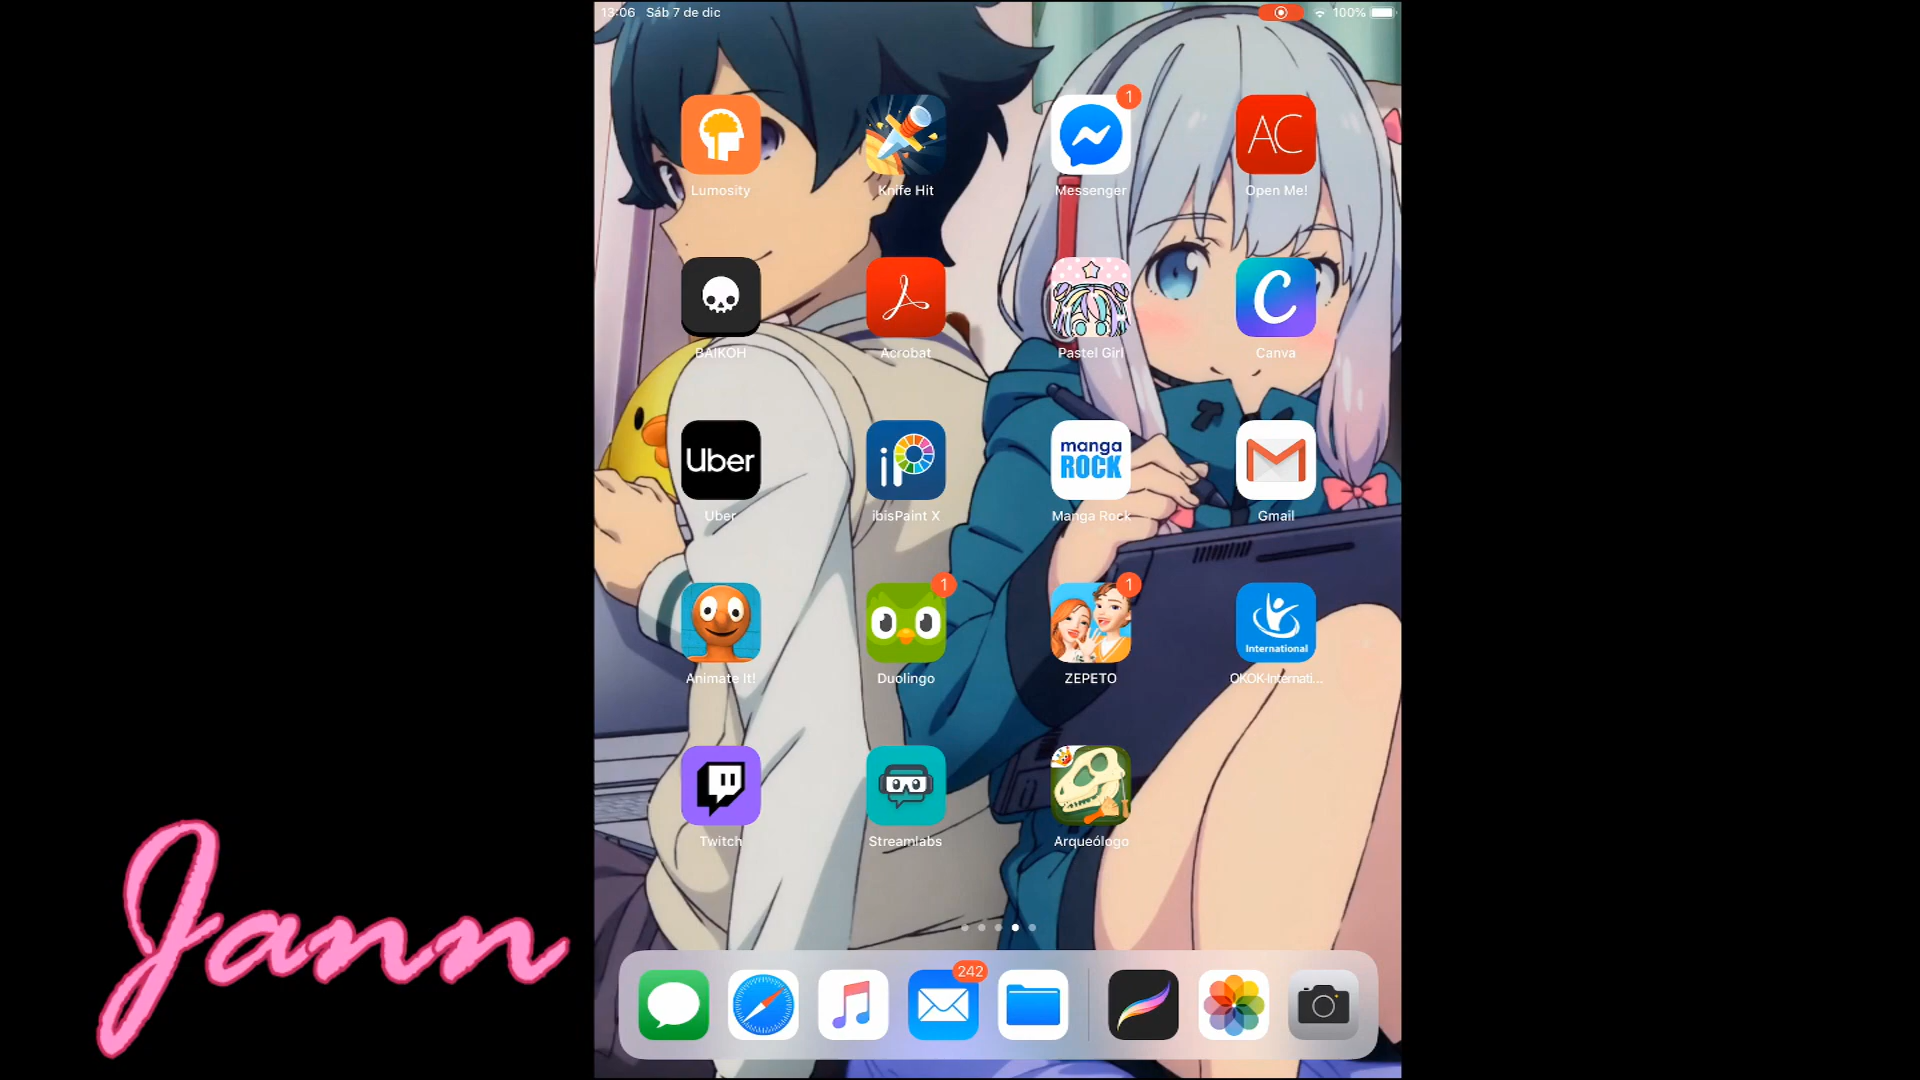 13:06 Sáb 7 de dic 100%
1
AC
Lumosity Knife Hit Messenger Open Me!
C
BAIKOH Acrobat Pastel Girl Canva
Uber iP manga ROCK M
Uber ibisPaint X Manga Rock Gmail
1 1
International
Animate It! Duolingo ZEPETO OKOK-Internati...
Twitch Streamlabs Arqueólogo
Jann
242